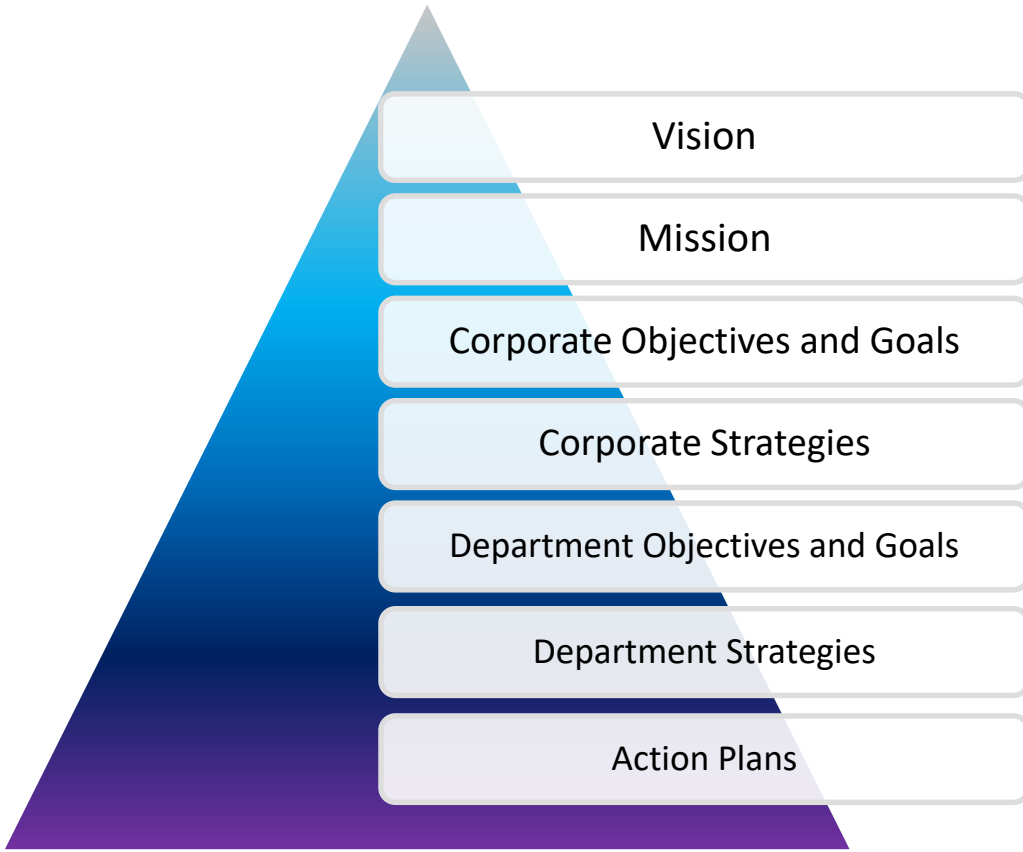 Vision
Mission
Corporate Objectives and Goals
Corporate Strategies
Department Objectives and Goals
Department Strategies
Action Plans